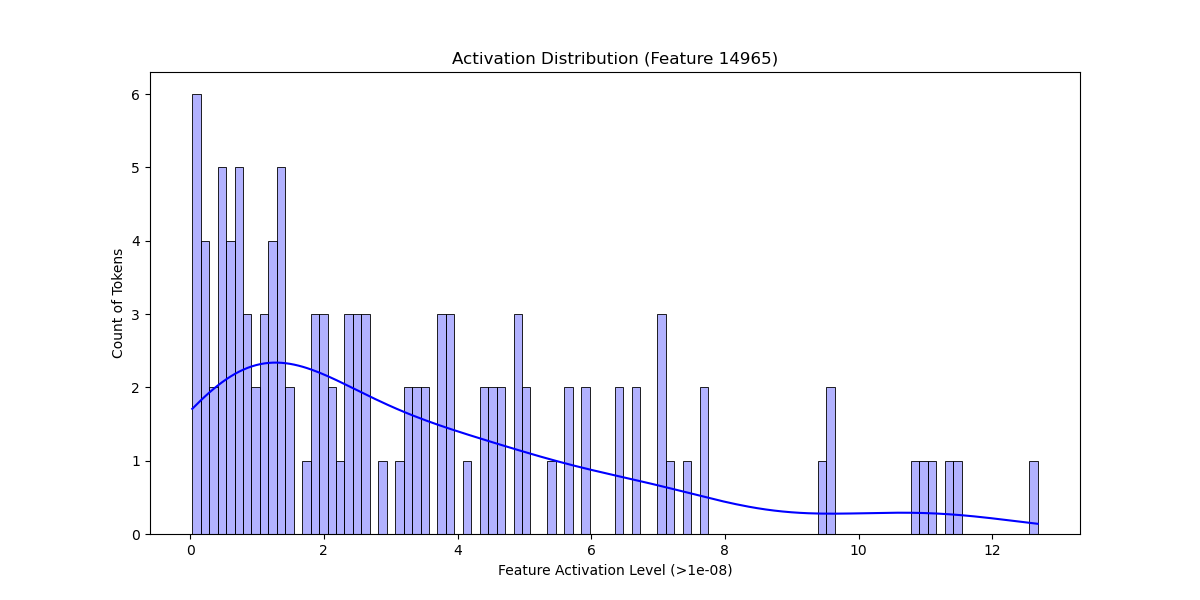 Activation Distribution (Feature 14965)
6
5
4
3
2
1
0
Count of Tokens
0 2 4 6 8 10 12
Feature Activation Level (>1e-08)